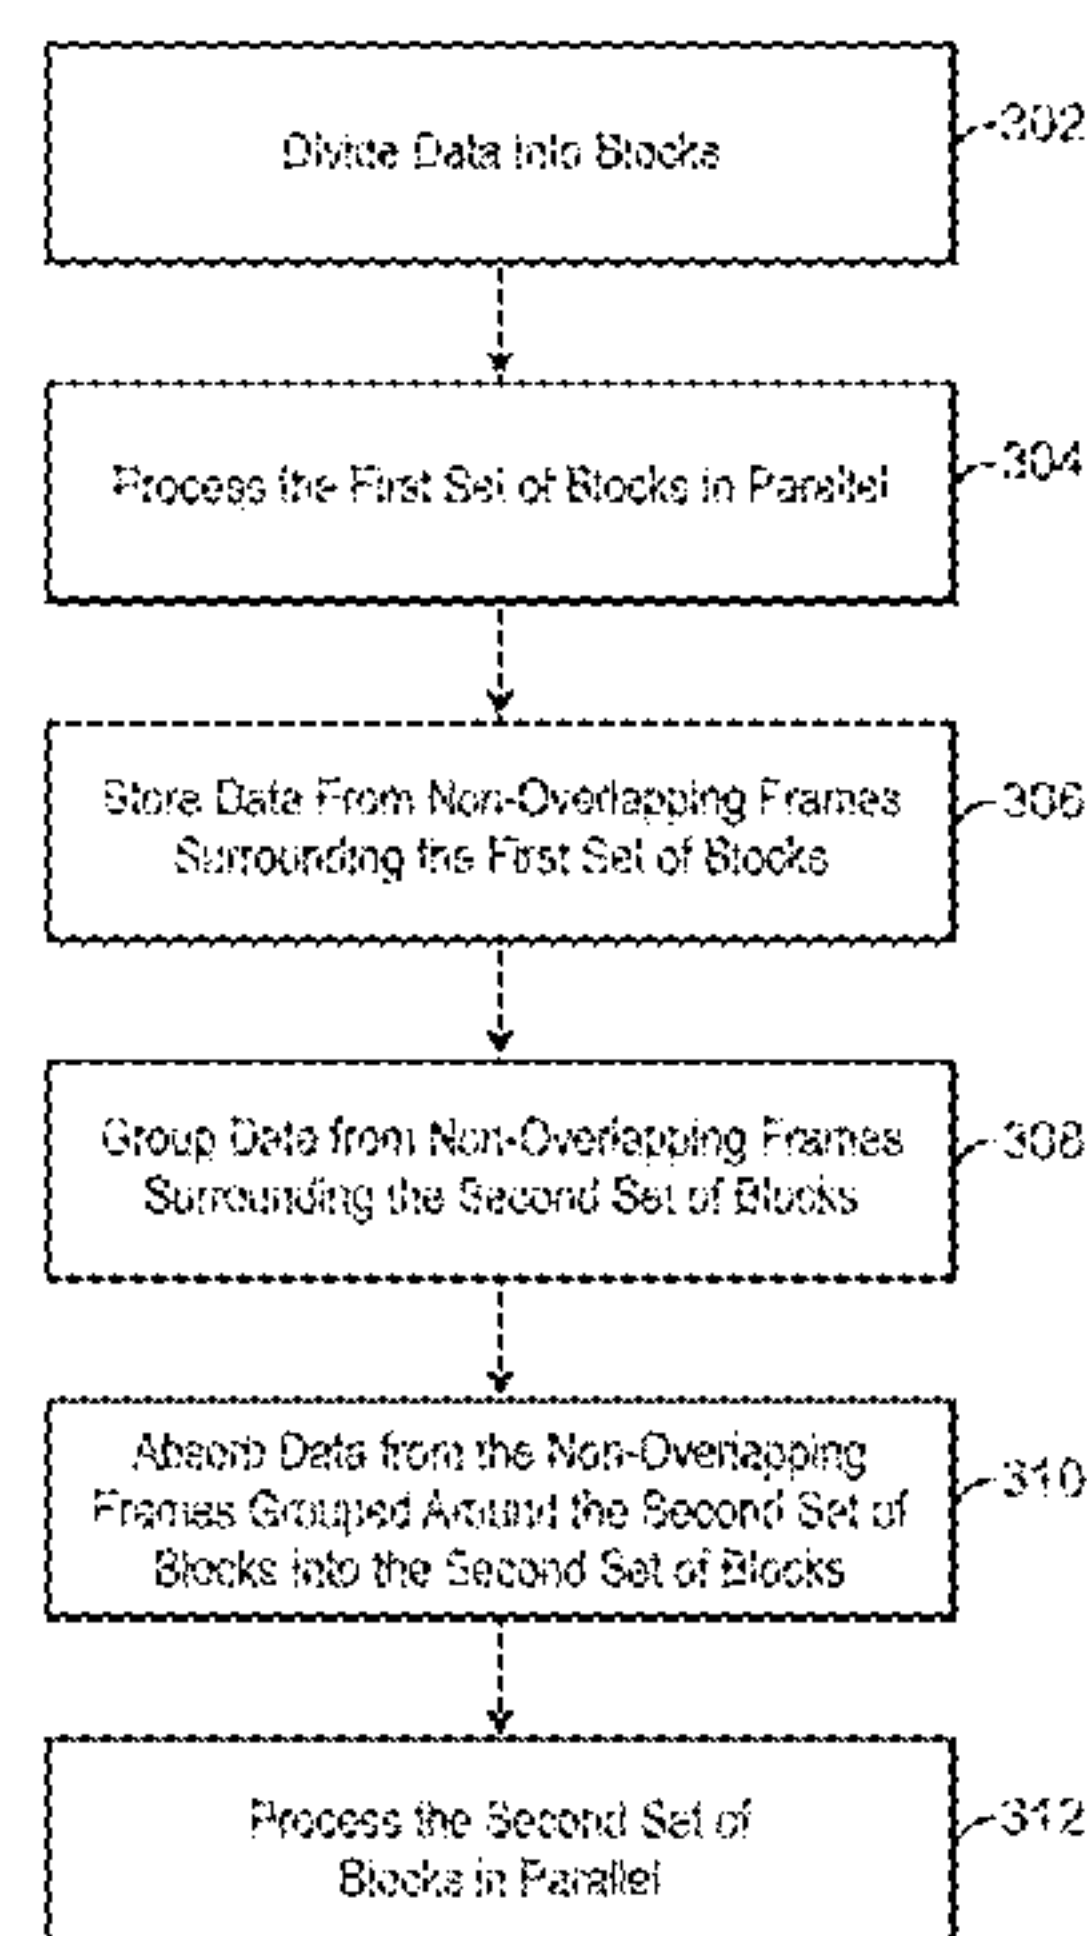 Divide Data Into Blocks
302
Process the First Set of Blocks in Parallel
304
Store Data From Non-Overlapping Frames
Surrounding the First Set of Blocks
306
Group Data from Non-Overlapping Frames
Surrounding the Second Set of Blocks
308
Absorb Data from the Non-Overlapping
Frames Grouped Around the Second Set of
Blocks into the Second Set of Blocks
310
Process the Second Set of
Blocks in Parallel
312